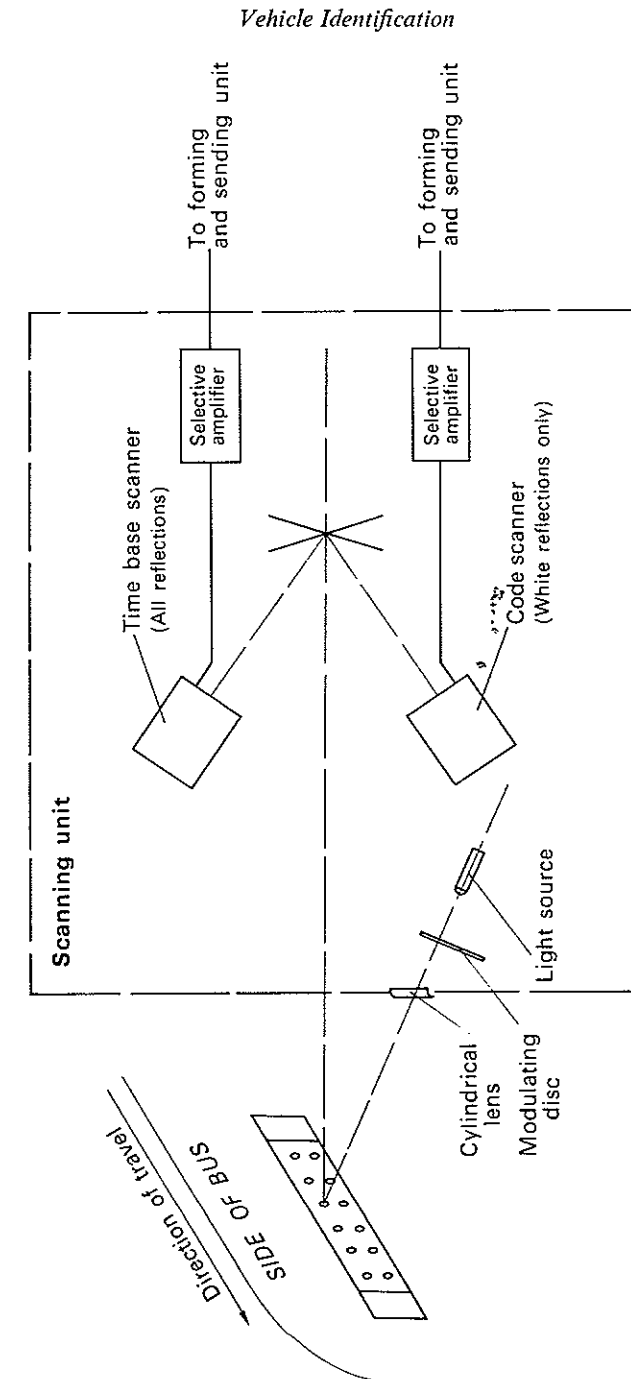 Vehicle Identification
Scanning unit
Time base scanner
(All reflections)
Selective
amplifier
To forming
and sending unit
Code scanner
(White reflections only)
Selective
amplifier
To forming
and sending unit
Direction of travel
SIDE OF BUS
Cylindrical
lens
Modulating
disc
Light source